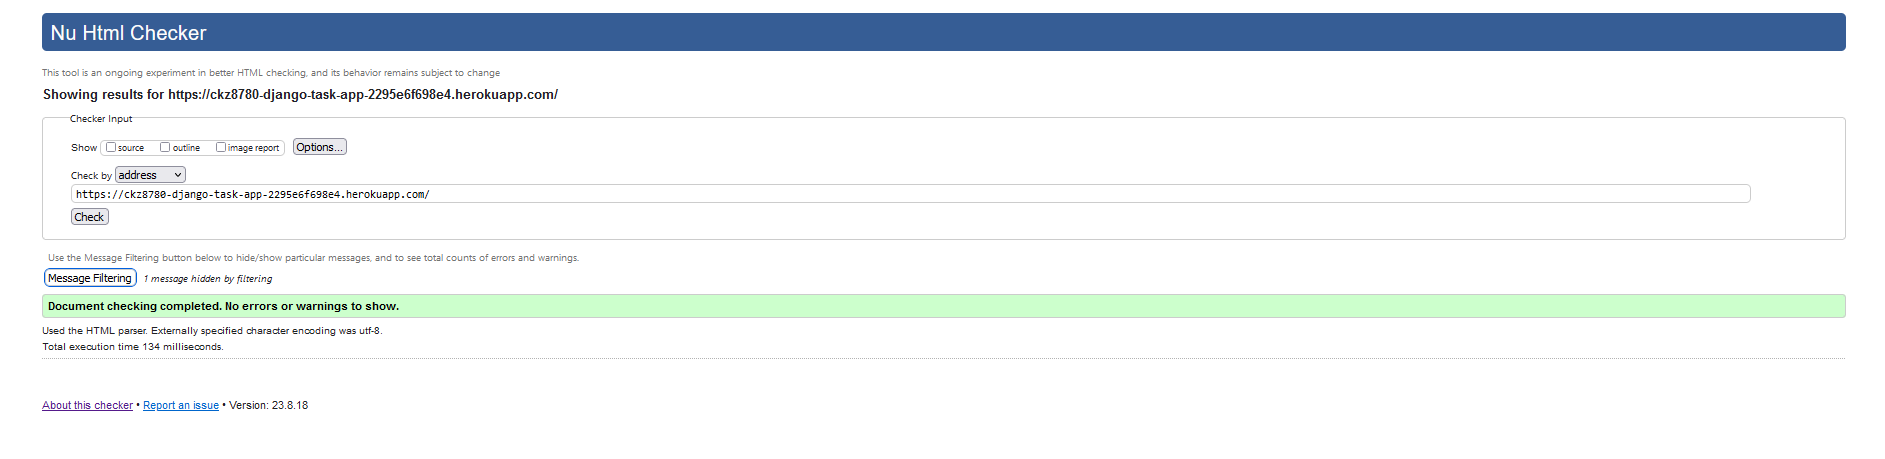 Nu Html Checker
This tool is an ongoing experiment in better HTML checking, and its behavior remains subject to change
Showing results for https://ckz8780-django-task-app-2295e6f698e4.herokuapp.com/
Checker Input
Show source outline image report Options...
Check by address
https://ckz8780-django-task-app-2295e6f698e4.herokuapp.com/
Check
Use the Message Filtering button below to hide/show particular messages, and to see total counts of errors and warnings.
Message Filtering 1 message hidden by filtering
Document checking completed. No errors or warnings to show.
Used the HTML parser. Externally specified character encoding was utf-8.
Total execution time 134 milliseconds.
About this checker • Report an issue • Version: 23.8.18